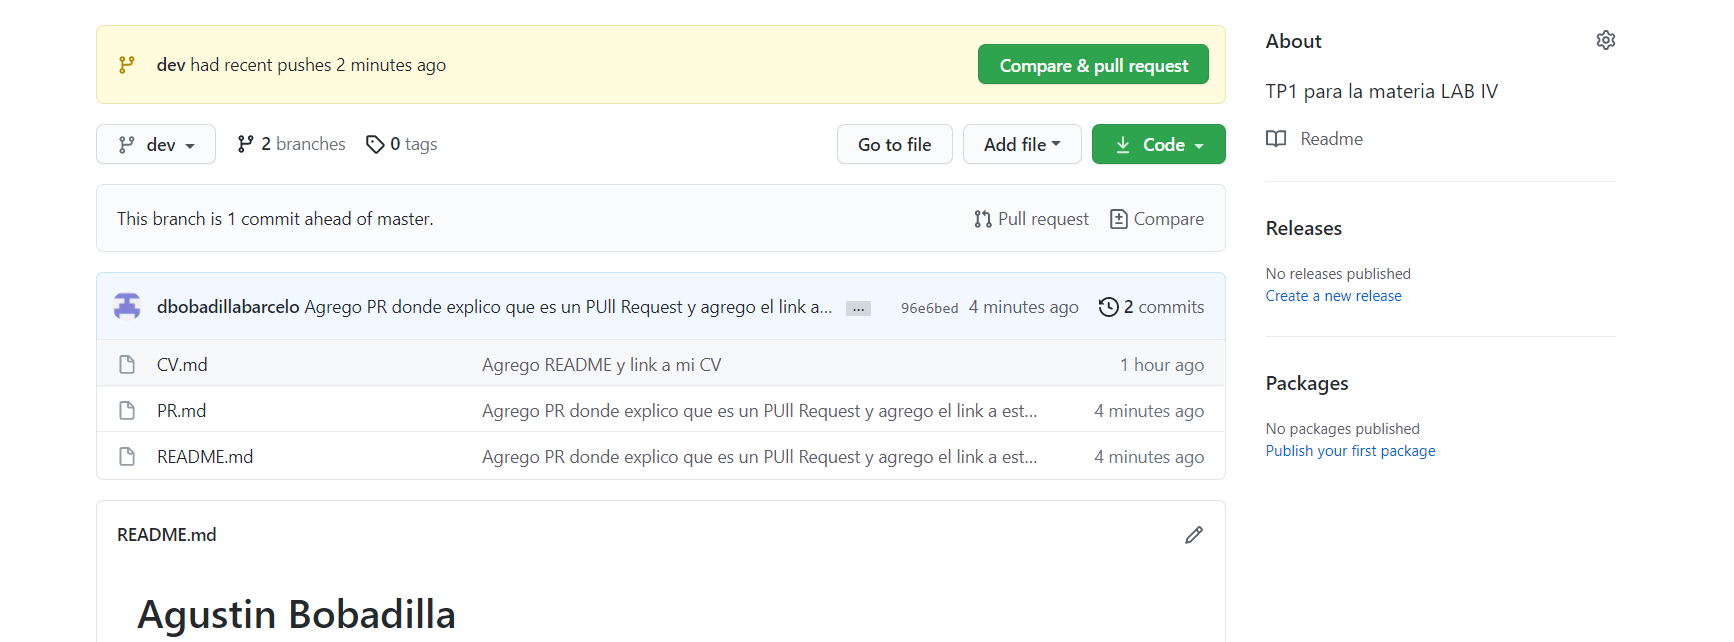 dev had recent pushes 2 minutes ago
Compare & pull request
dev
2 branches
0 tags
Go to file
Add file
Code
This branch is 1 commit ahead of master.
Pull request
Compare
dbobadillabarcelo Agrego PR donde explico que es un PUll Request y agrego el link a...
...
96e6bed
4 minutes ago
2 commits
CV.md
Agrego README y link a mi CV
1 hour ago
PR.md
Agrego PR donde explico que es un PUll Request y agrego el link a est...
4 minutes ago
README.md
Agrego PR donde explico que es un PUll Request y agrego el link a est...
4 minutes ago
README.md
Agustin Bobadilla
About
TP1 para la materia LAB IV
Readme
Releases
No releases published
Create a new release
Packages
No packages published
Publish your first package